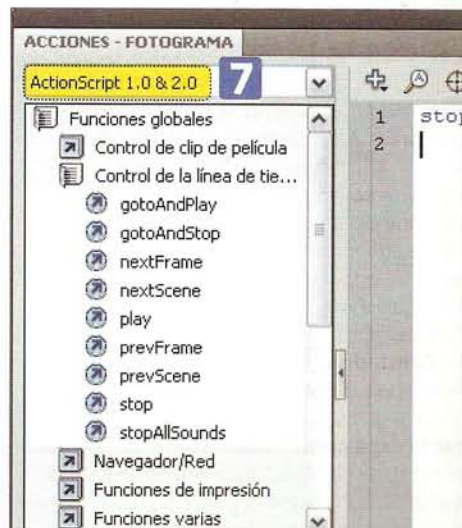 ACCIONES - FOTOGRAMA
ActionScript 1.0 & 2.0 7
Funciones globales
Control de clip de película
Control de la línea de tie...
gotoAndPlay
gotoAndStop
nextFrame
nextScene
play
prevFrame
prevScene
stop
stopAllSounds
Navegador/Red
Funciones de impresión
Funciones varias
1 stop
2